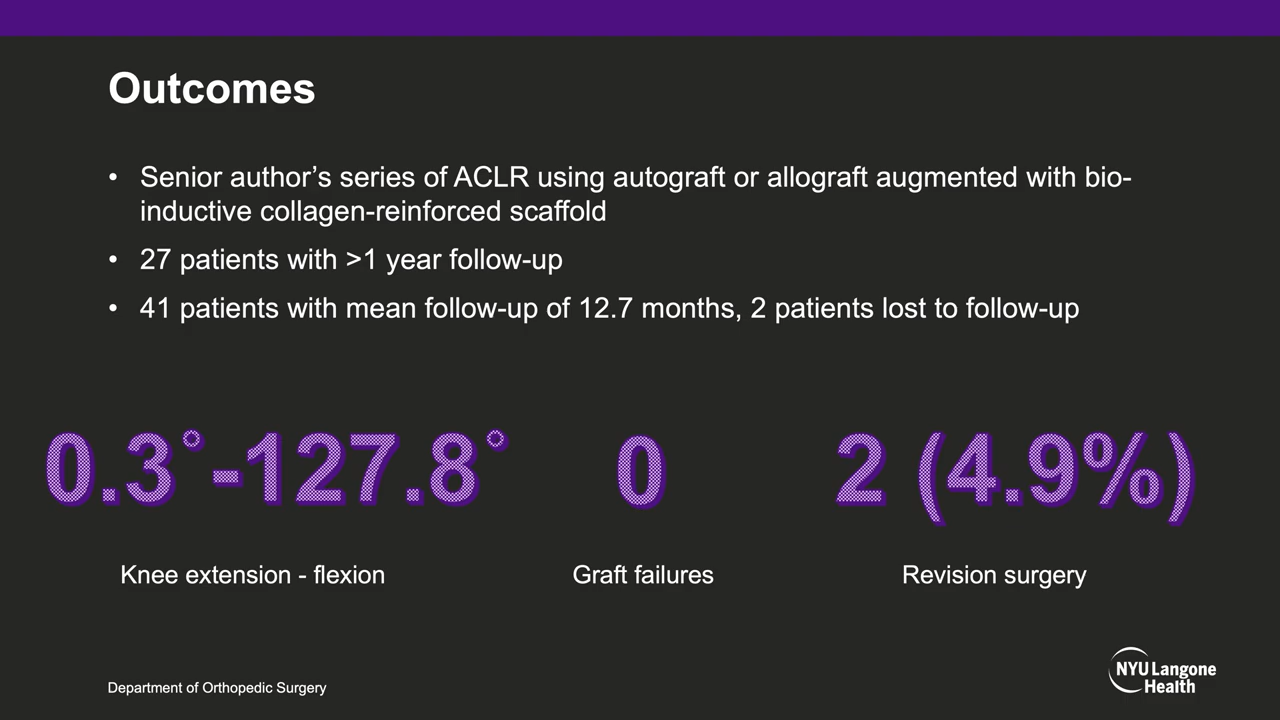 Outcomes
• Senior author’s series of ACLR using autograft or allograft augmented with bio-
inductive collagen-reinforced scaffold
• 27 patients with >1 year follow-up
• 41 patients with mean follow-up of 12.7 months, 2 patients lost to follow-up
0.3˚-127.8˚
0
2 (4.9%)
Knee extension - flexion
Graft failures
Revision surgery
Department of Orthopedic Surgery
NYU Langone
Health